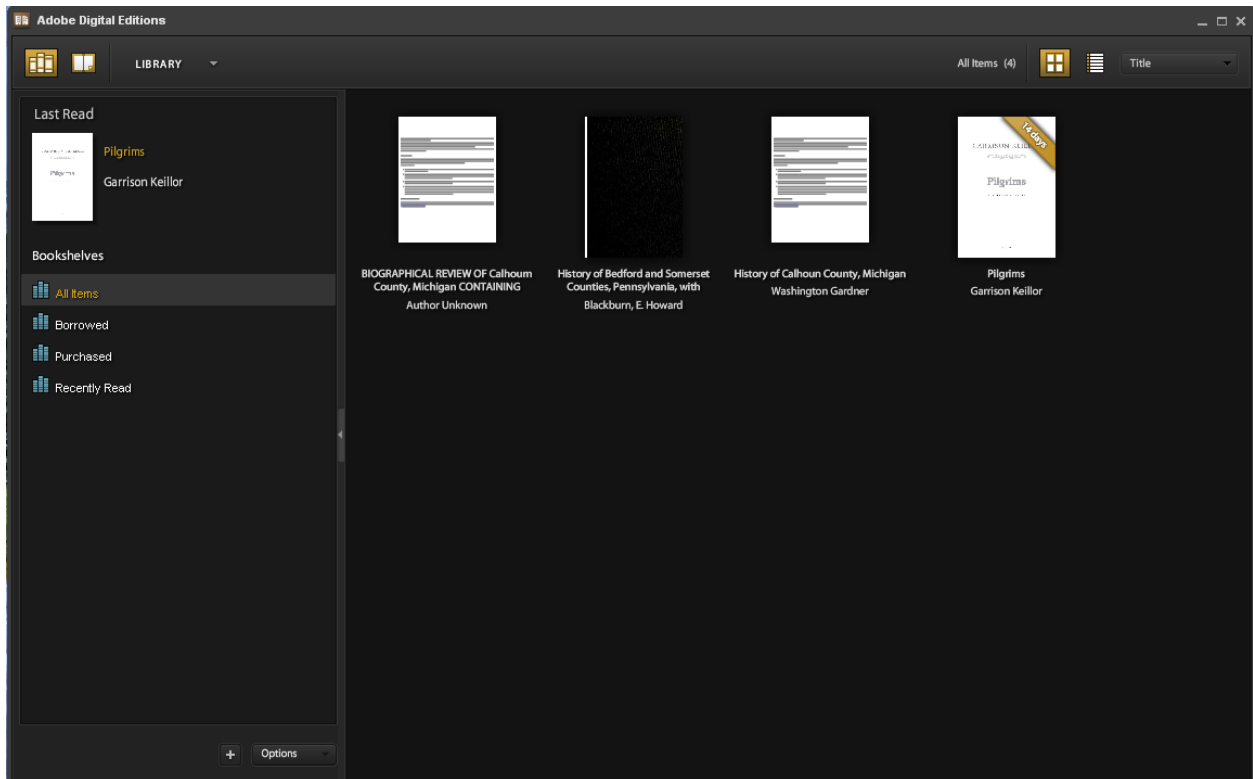 Adobe Digital Editions
LIBRARY
All Items (4)
Title
Last Read
Pilgrims
Garrison Keillor
Pilgrims
Bookshelves
All Items
Borrowed
Purchased
Recently Read
Options
BIOGRAPHICAL REVIEW OF Calhoum
County, Michigan CONTAINING
Author Unknown
History of Bedford and Somerset
Counties, Pennsylvania, with
Blackburn, E. Howard
History of Calhoun County, Michigan
Washington Gardner
14 days
Pilgrims
Pilgrims
Garrison Keillor